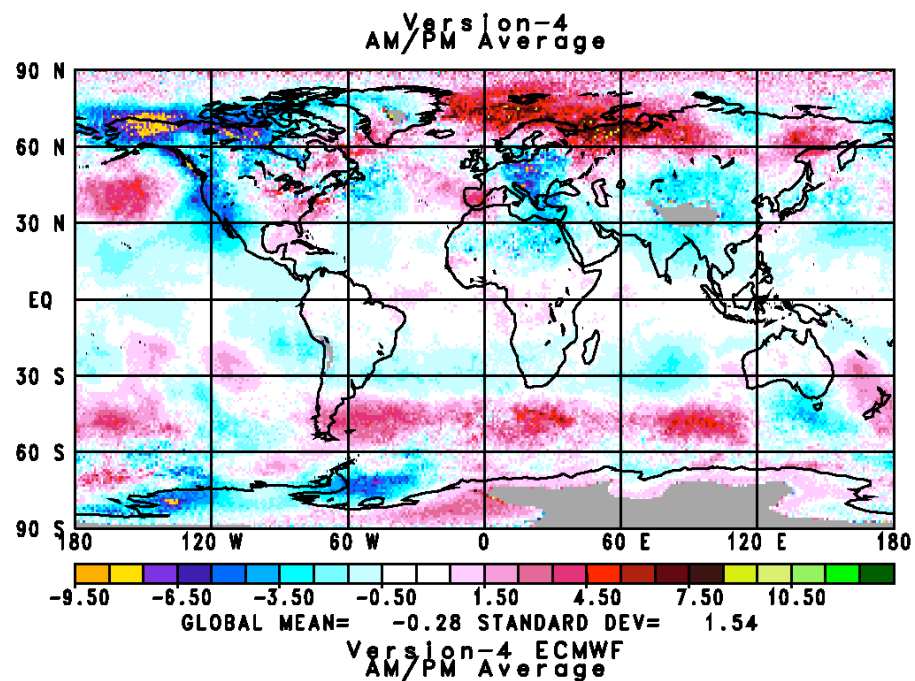 Version-4
AM/PM Average
90 N
60 N
30 N
EQ
30 S
60 S
90 S
180 120 W 60 W 0 60 E 120 E 180
-9.50 -6.50 -3.50 -0.50 1.50 4.50 7.50 10.50
GLOBAL MEAN= -0.28 STANDARD DEV= 1.54
Version-4 ECMWF
AM/PM Average